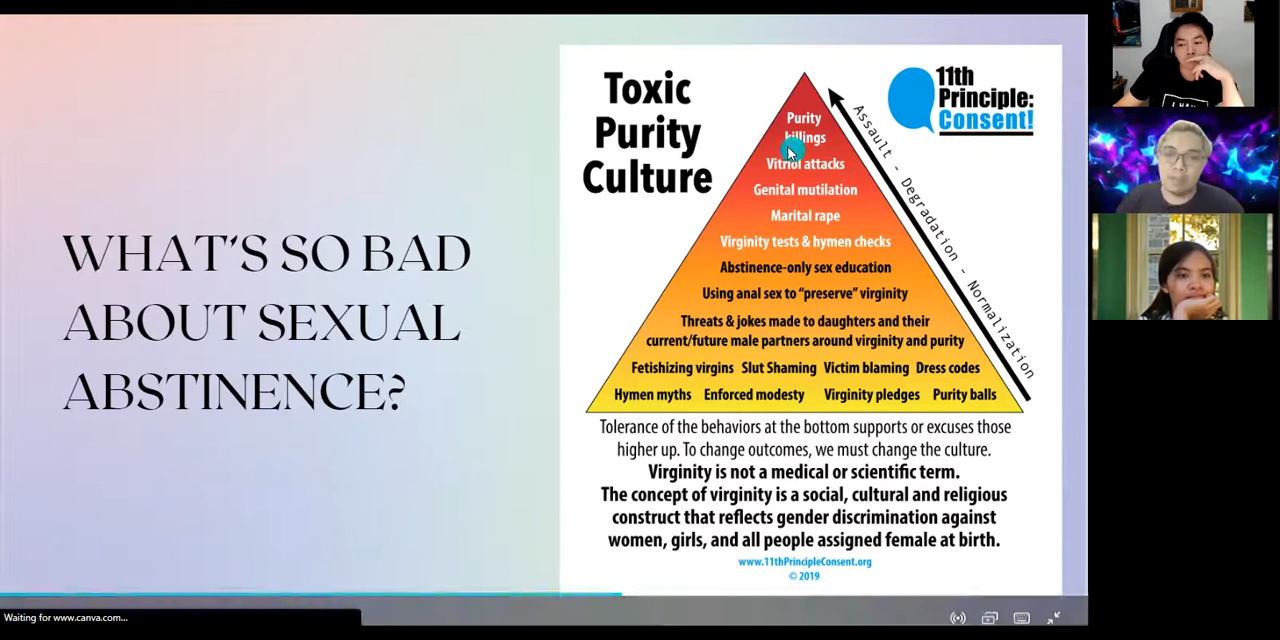 WHAT'S SO BAD
ABOUT SEXUAL
ABSTINENCE?
Toxic
Purity
Culture
11th
Principle:
Consent!
Purity
killings
Vitriol attacks
Genital mutilation
Marital rape
Virginity tests & hymen checks
Abstinence-only sex education
Using anal sex to “preserve” virginity
Threats & jokes made to daughters and their
current/future male partners around virginity and purity
Fetishizing virgins Slut Shaming Victim blaming Dress codes
Hymen myths Enforced modesty Virginity pledges Purity balls
Assault - Degradation - Normalization
Tolerance of the behaviors at the bottom supports or excuses those
higher up. To change outcomes, we must change the culture.
Virginity is not a medical or scientific term.
The concept of virginity is a social, cultural and religious
construct that reflects gender discrimination against
women, girls, and all people assigned female at birth.
www.11thPrincipleConsent.org
© 2019
Waiting for www.canva.com...